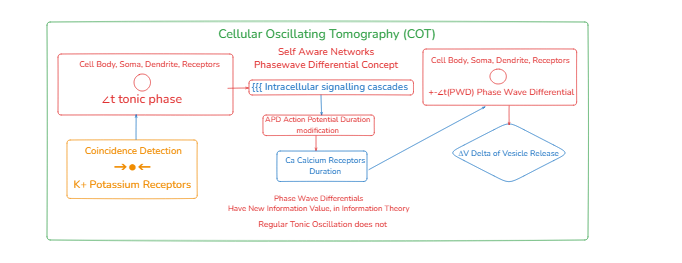 Cellular Oscillating Tomography (COT)
Self Aware Networks
Phasewave Differential Concept
Cell Body, Soma, Dendrite, Receptors
∠t tonic phase
{{{ Intracellular signalling cascades
Cell Body, Soma, Dendrite, Receptors
+-∠t(PWD) Phase Wave Differential
APD Action Potential Duration
modification
Coincidence Detection
K+ Potassium Receptors
Ca Calcium Receptors
Duration
∆V Delta of Vesicle Release
Phase Wave Differentials
Have New Information Value, in Information Theory
Regular Tonic Oscillation does not